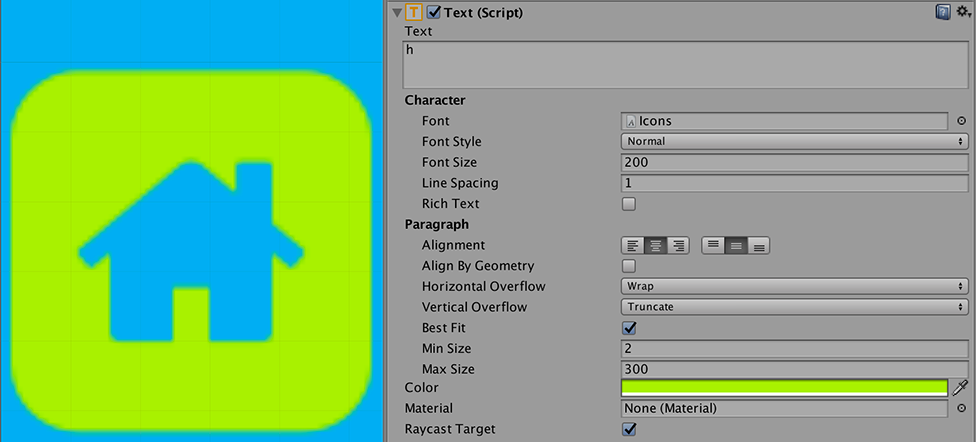 Text (Script)
Text
h
Character
Font Icons
Font Style Normal
Font Size 200
Line Spacing 1
Rich Text
Paragraph
Alignment
Align By Geometry
Horizontal Overflow Wrap
Vertical Overflow Truncate
Best Fit
Min Size 2
Max Size 300
Color
Material None (Material)
Raycast Target